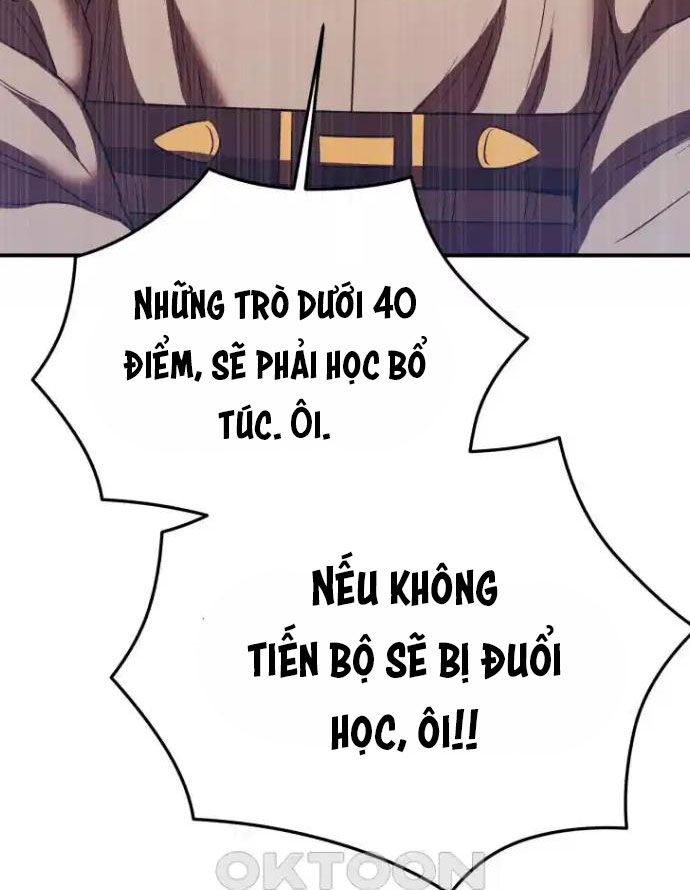 NHỮNG TRÒ DƯỚI 40
ĐIỂM, SẼ PHẢI HỌC BỔ
TÚC. ÔI.
NẾU KHÔNG
TIẾN BỘ SẼ BỊ ĐUỔI
HỌC, ÔI!!
OKTOON